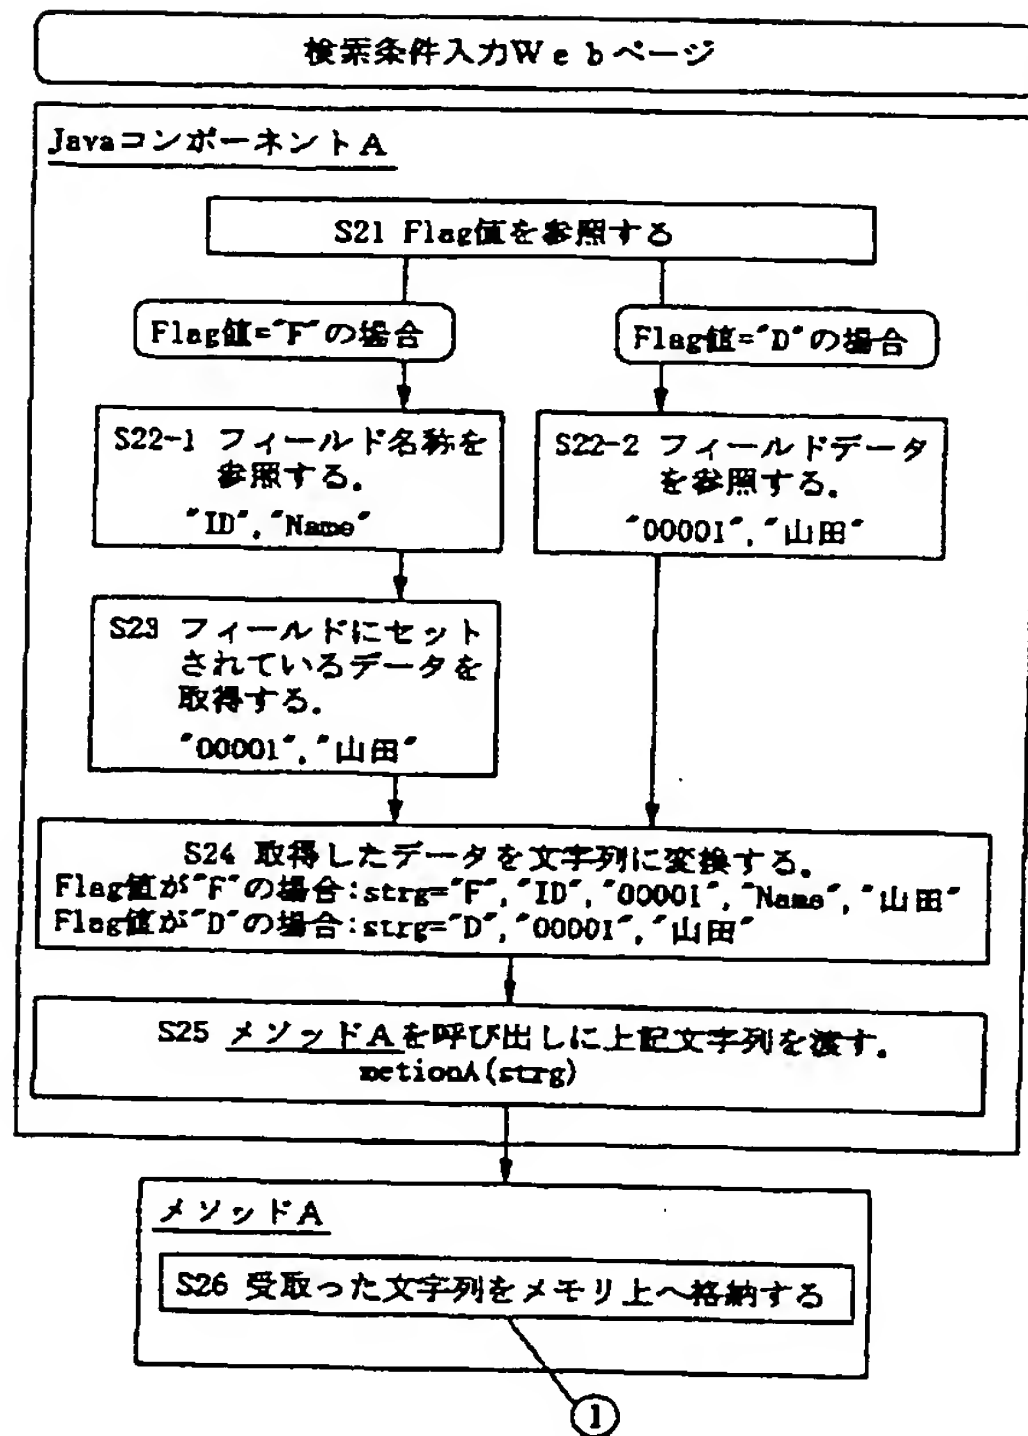 検索条件入力Webページ
JavaコンポーネントA
S21 Flag値を参照する
Flag値="F"の場合
Flag値="D"の場合
S22-1 フィールド名称を
参照する。
"ID","Name"
S22-2 フィールドデータ
を参照する。
"00001","山田"
S23 フィールドにセット
されているデータを
取得する。
"00001","山田"
S24 取得したデータを文字列に変換する。
Flag値が"F"の場合:strg="F","ID","00001","Name","山田"
Flag値が"D"の場合:strg="D","00001","山田"
S25 メソッドAを呼び出しに上記文字列を渡す。
metionA(strg)
メソッドA
S26 受取った文字列をメモリ上へ格納する
1